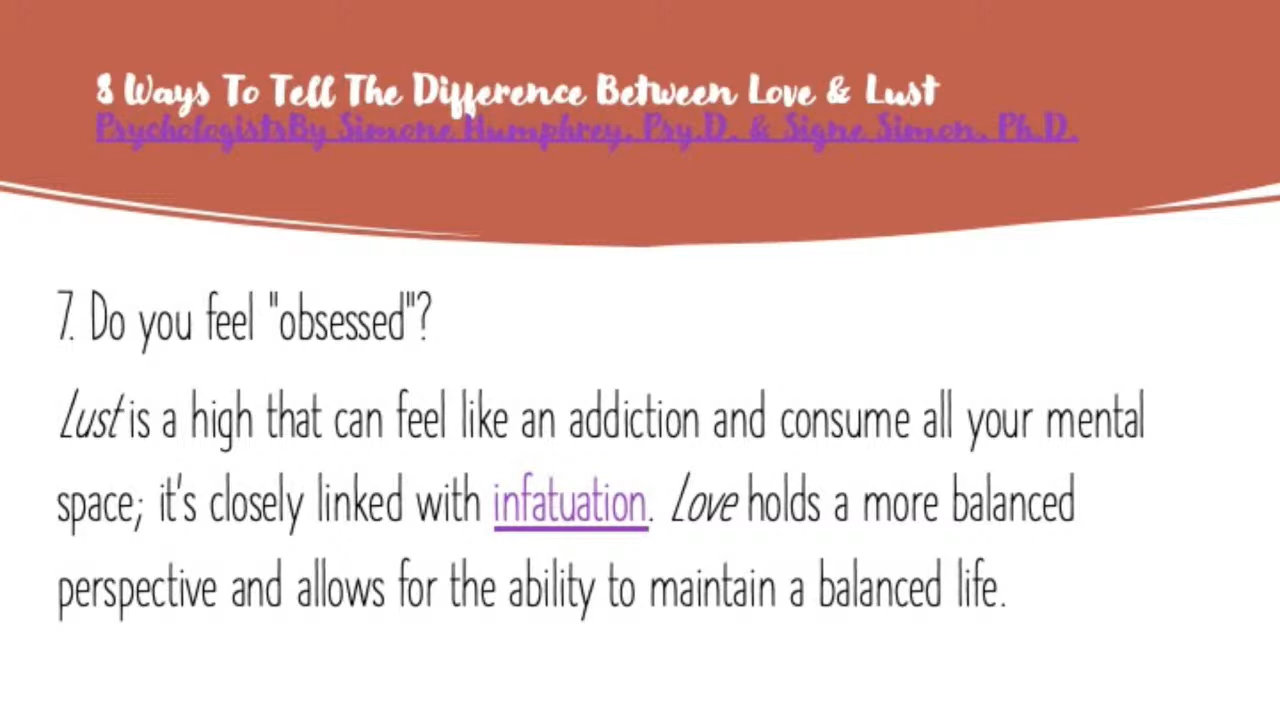 8 Ways To Tell The Difference Between Love & Lust
PsychologistsBy Simone Humphrey, Psy.D. & Signe Simon, Ph.D.
7. Do you feel "obsessed"?
Lust is a high that can feel like an addiction and consume all your mental
space; it's closely linked with infatuation. Love holds a more balanced
perspective and allows for the ability to maintain a balanced life.